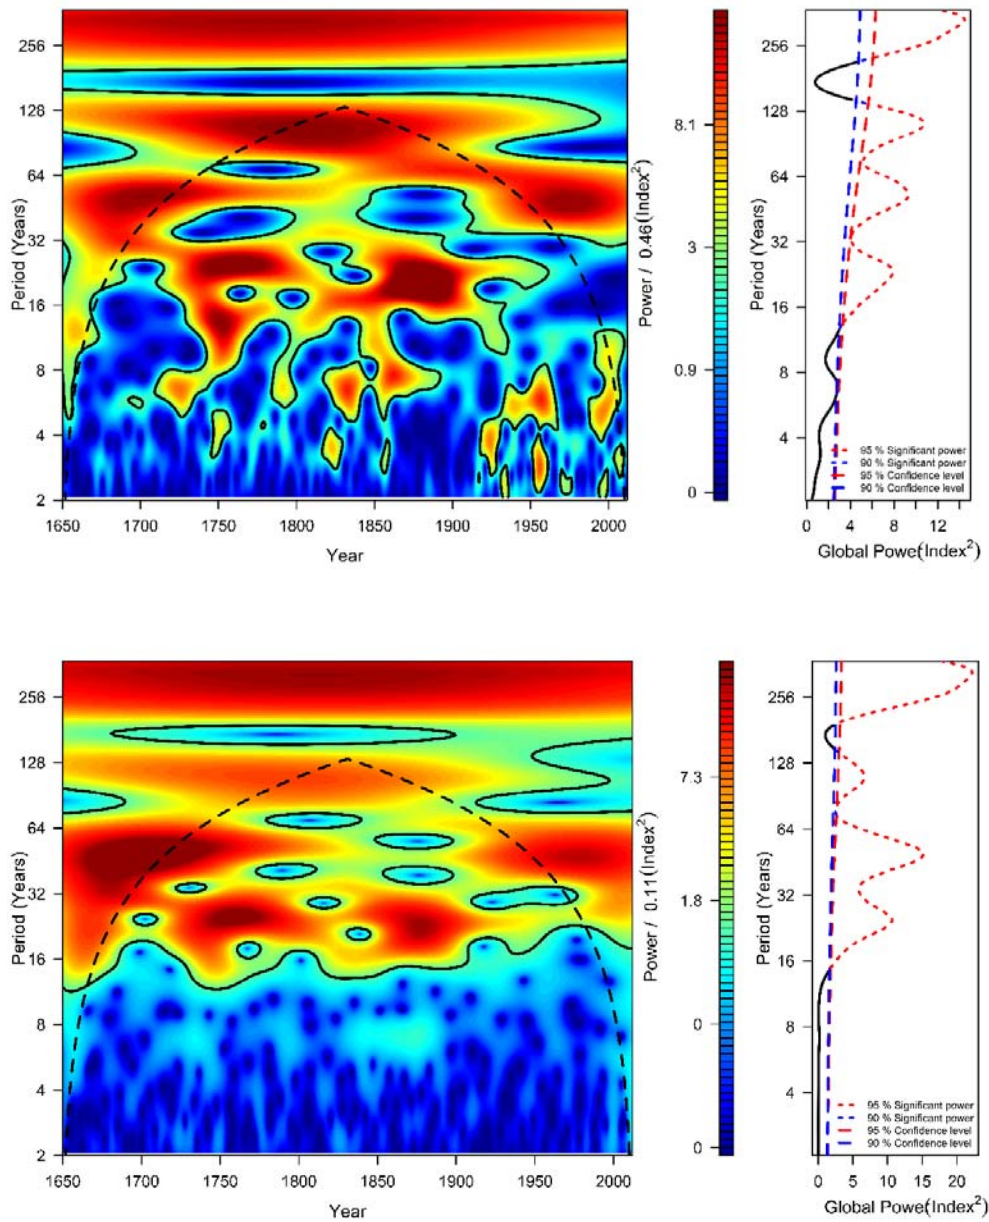 256
128
64
32
16
8
4
2
Period (Years)
1650 1700 1750 1800 1850 1900 1950 2000
Year
8.1
3
0.9
0
Power / 0.46(Index²)
256
128
64
32
16
8
4
Period (Years)
95 % Significant power
90 % Significant power
95 % Confidence level
90 % Confidence level
0 4 8 12
Global Power(Index²)
256
128
64
32
16
8
4
2
Period (Years)
1650 1700 1750 1800 1850 1900 1950 2000
Year
7.3
1.8
0
0
Power / 0.11(Index²)
256
128
64
32
16
8
4
Period (Years)
95 % Significant power
90 % Significant power
95 % Confidence level
90 % Confidence level
0 5 10 15 20
Global Power(Index²)